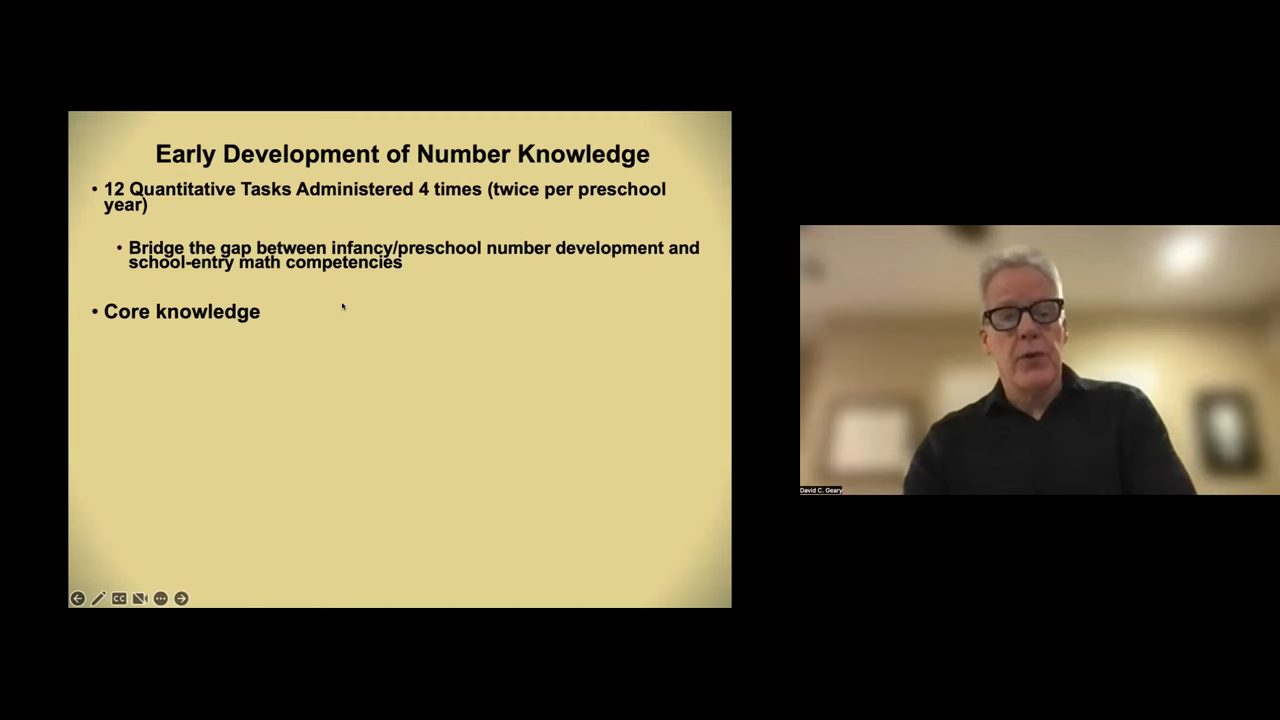 Early Development of Number Knowledge
• 12 Quantitative Tasks Administered 4 times (twice per preschool
year)
• Bridge the gap between infancy/preschool number development and
school-entry math competencies
• Core knowledge
CC
David C. Geary